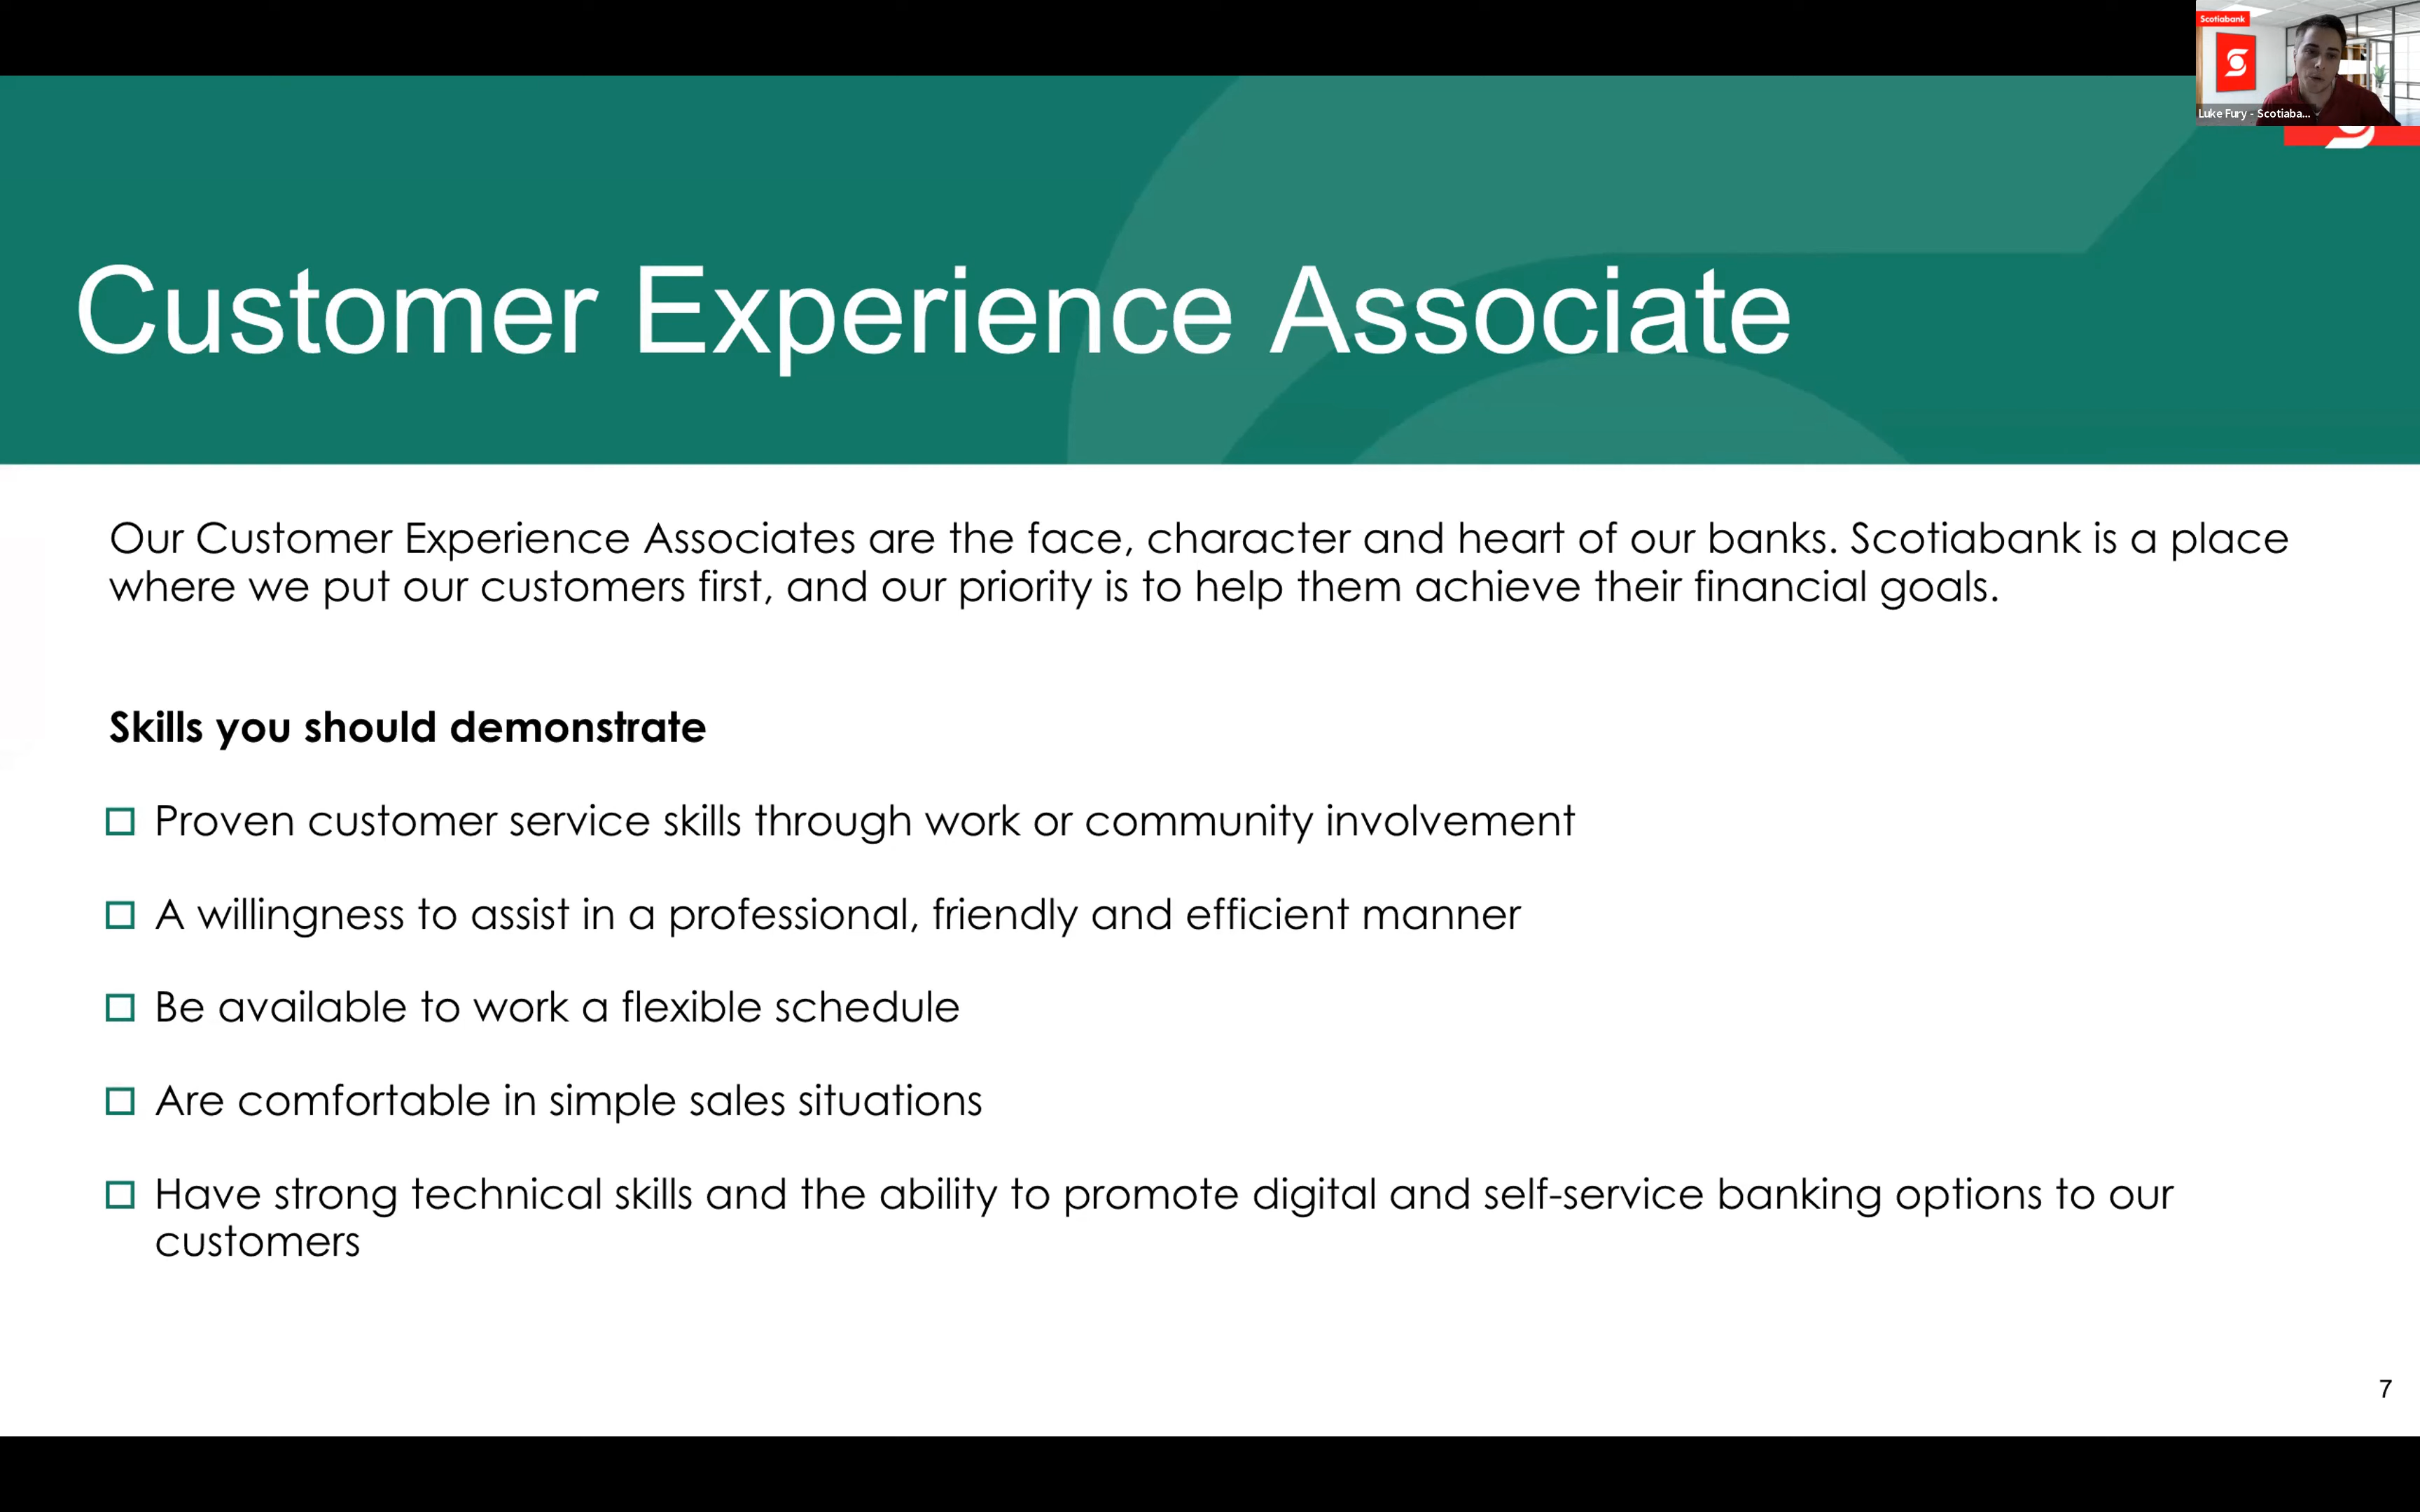 Scotiabank
Luke Fury - Scotiaba...
Customer Experience Associate
Our Customer Experience Associates are the face, character and heart of our banks. Scotiabank is a place
where we put our customers first, and our priority is to help them achieve their financial goals.
Skills you should demonstrate
Proven customer service skills through work or community involvement
A willingness to assist in a professional, friendly and efficient manner
Be available to work a flexible schedule
Are comfortable in simple sales situations
Have strong technical skills and the ability to promote digital and self-service banking options to our
customers
7